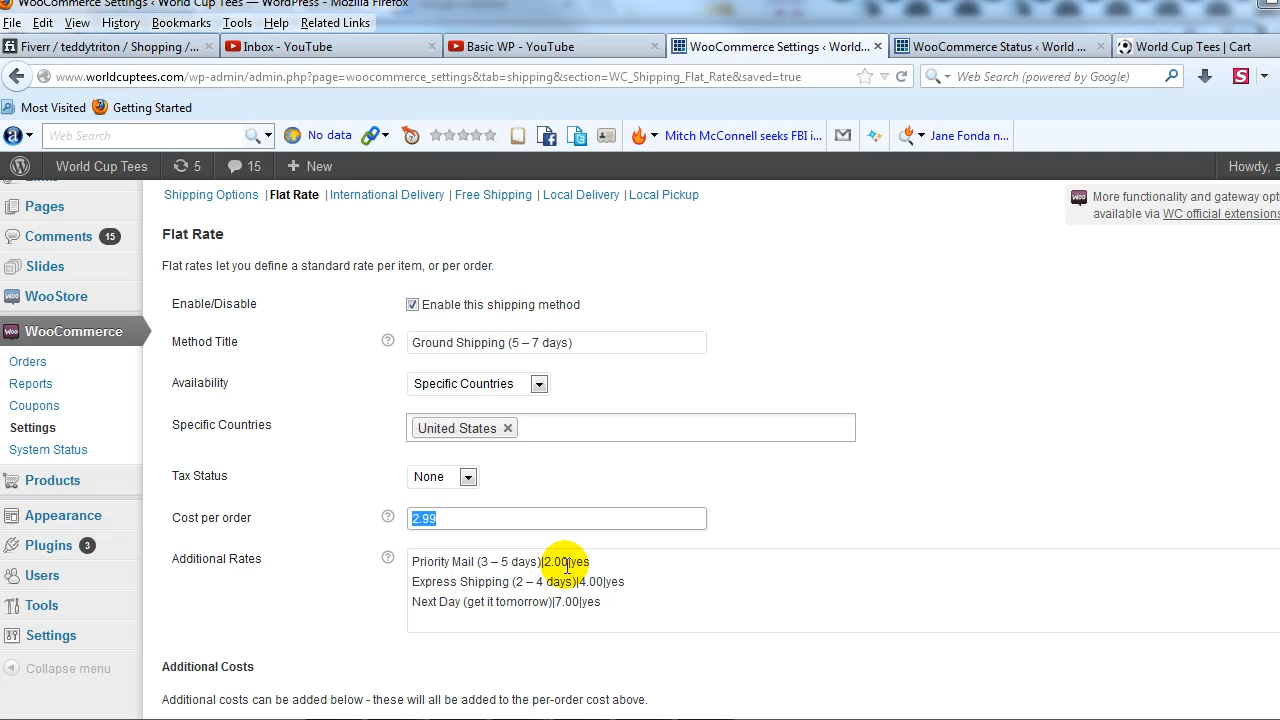 WooCommerce Settings ‹ World Cup Tees — WordPress - Mozilla Firefox
File Edit View History Bookmarks Tools Help Related Links
Fiverr / teddytriton / Shopping /... × Inbox - YouTube × Basic WP - YouTube × WooCommerce Settings ‹ World... × WooCommerce Status ‹ World ... × World Cup Tees | Cart
www.worldcuptees.com/wp-admin/admin.php?page=woocommerce_settings&tab=shipping&section=WC_Shipping_Flat_Rate&saved=true Search (powered by Google)
Most Visited Getting Started
Web Search No data Mitch McConnell seeks FBI i... Jane Fonda n...
World Cup Tees 5 15 + New Howdy, a
Shipping Options | Flat Rate | International Delivery | Free Shipping | Local Delivery | Local Pickup
More functionality and gateway opti
available via WC official extensions
Pages
Comments 15
Slides
WooStore
WooCommerce
Orders
Reports
Coupons
Settings
System Status
Products
Appearance
Plugins 3
Users
Tools
Settings
Collapse menu
Flat Rate
Flat rates let you define a standard rate per item, or per order.
Enable/Disable Enable this shipping method
Method Title ? Ground Shipping (5 – 7 days)
Availability Specific Countries
Specific Countries United States ×
Tax Status None
Cost per order ? 2.99
Additional Rates ? Priority Mail (3 – 5 days)|2.00|yes
Express Shipping (2 – 4 days)|4.00|yes
Next Day (get it tomorrow)|7.00|yes
Additional Costs
Additional costs can be added below - these will all be added to the per-order cost above.